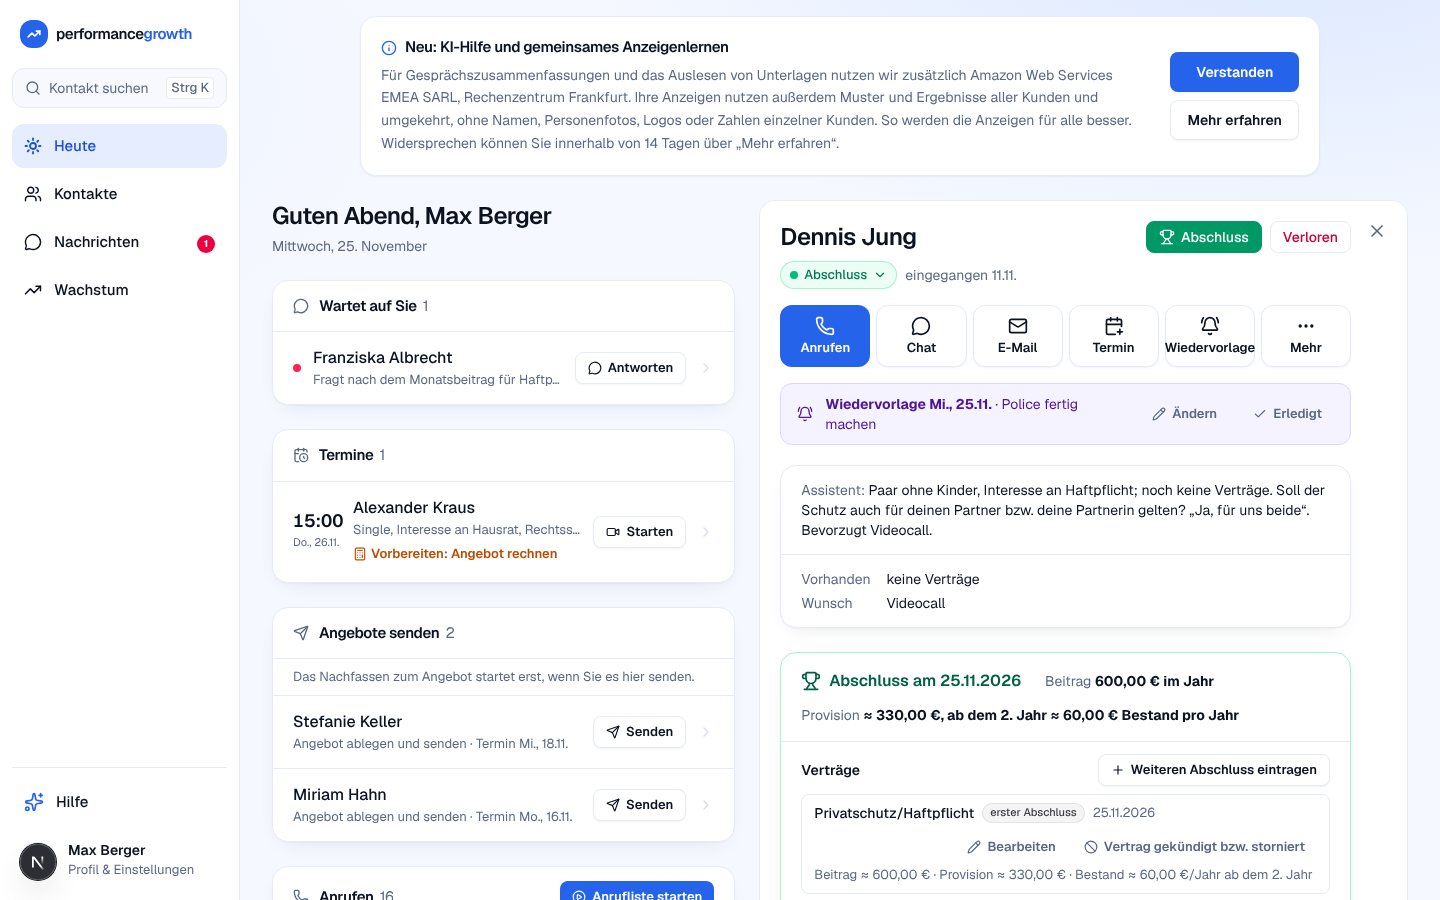 performancegrowth
Kontakt suchen Strg K
Heute
Kontakte
Nachrichten 1
Wachstum
Hilfe
N
Max Berger
Profil & Einstellungen
Neu: KI-Hilfe und gemeinsames Anzeigenlernen
Für Gesprächszusammenfassungen und das Auslesen von Unterlagen nutzen wir zusätzlich Amazon Web Services
EMEA SARL, Rechenzentrum Frankfurt. Ihre Anzeigen nutzen außerdem Muster und Ergebnisse aller Kunden und
umgekehrt, ohne Namen, Personenfotos, Logos oder Zahlen einzelner Kunden. So werden die Anzeigen für alle besser.
Widersprechen können Sie innerhalb von 14 Tagen über „Mehr erfahren“.
Verstanden
Mehr erfahren
Guten Abend, Max Berger
Mittwoch, 25. November
Wartet auf Sie 1
Franziska Albrecht
Fragt nach dem Monatsbeitrag für Haftp...
Antworten
Termine 1
15:00
Do., 26.11.
Alexander Kraus
Single, Interesse an Hausrat, Rechtss...
Vorbereiten: Angebot rechnen
Starten
Angebote senden 2
Das Nachfassen zum Angebot startet erst, wenn Sie es hier senden.
Stefanie Keller
Angebot ablegen und senden · Termin Mi., 18.11.
Senden
Miriam Hahn
Angebot ablegen und senden · Termin Mo., 16.11.
Senden
Anrufen 16
Anrufliste starten
Dennis Jung
Abschluss
Verloren
Abschluss eingegangen 11.11.
Anrufen
Chat
E-Mail
Termin
Wiedervorlage
Mehr
Wiedervorlage Mi., 25.11. · Police fertig
machen
Ändern
Erledigt
Assistent: Paar ohne Kinder, Interesse an Haftpflicht; noch keine Verträge. Soll der
Schutz auch für deinen Partner bzw. deine Partnerin gelten? „Ja, für uns beide“.
Bevorzugt Videocall.
Vorhanden keine Verträge
Wunsch Videocall
Abschluss am 25.11.2026 Beitrag 600,00 € im Jahr
Provision ≈ 330,00 €, ab dem 2. Jahr ≈ 60,00 € Bestand pro Jahr
Verträge
Weiteren Abschluss eintragen
Privatschutz/Haftpflicht erster Abschluss 25.11.2026
Bearbeiten
Vertrag gekündigt bzw. storniert
Beitrag ≈ 600,00 € · Provision ≈ 330,00 € · Bestand ≈ 60,00 €/Jahr ab dem 2. Jahr